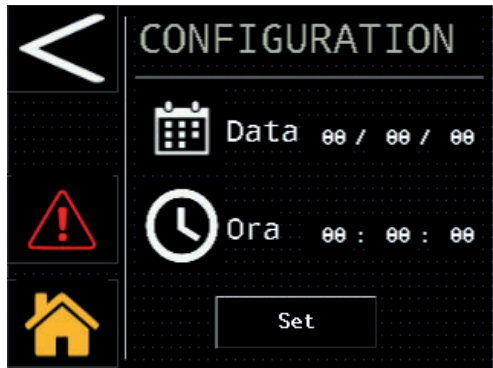 CONFIGURATION
Data 00 / 00 / 00
Ora 00 : 00 : 00
Set